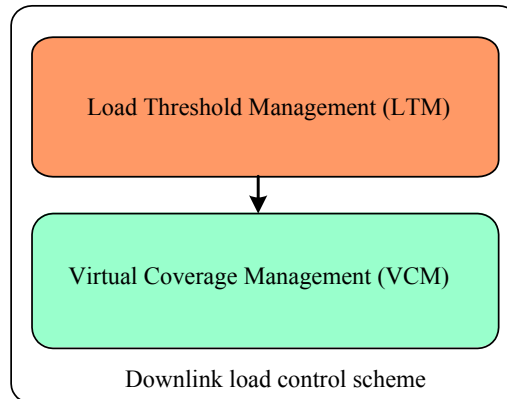 Load Threshold Management (LTM)
Virtual Coverage Management (VCM)
Downlink load control scheme